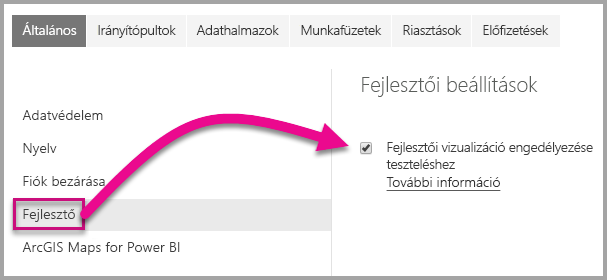 Általános Irányítópultok Adathalmazok Munkafüzetek Riasztások Előfizetések
Adatvédelem
Nyelv
Fiók bezárása
Fejlesztő
ArcGIS Maps for Power BI
Fejlesztői beállítások
Fejlesztői vizualizáció engedélyezése
teszteléshez
További információ